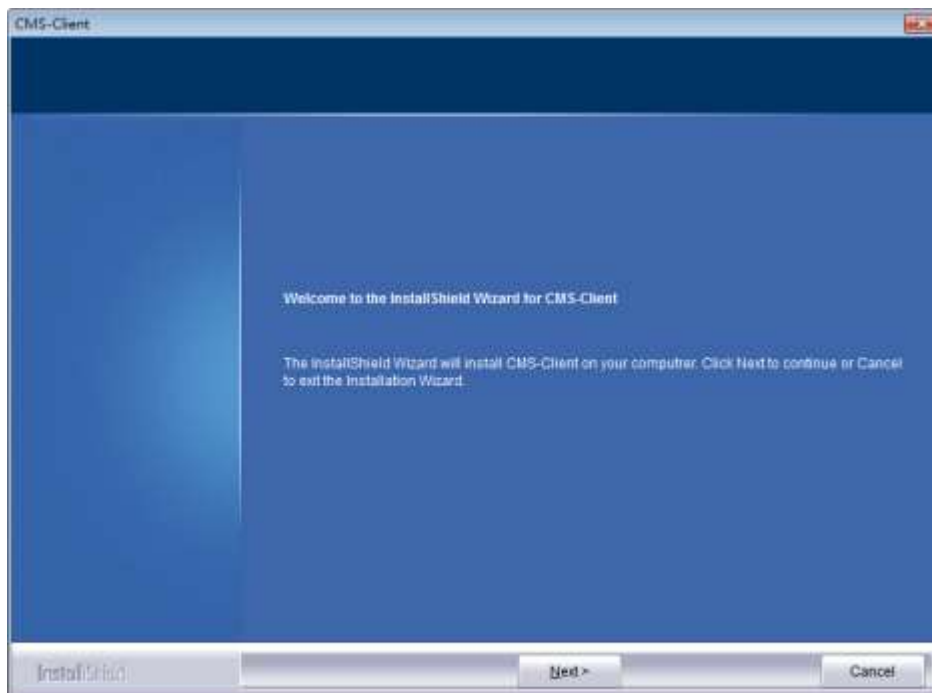 CMS-Client
Welcome to the InstallShield Wizard for CMS-Client
The InstallShield Wizard will install CMS-Client on your computrer. Click Next to continue or Cancel
to exit the Installation Wizard.
InstallShield
Next >
Cancel